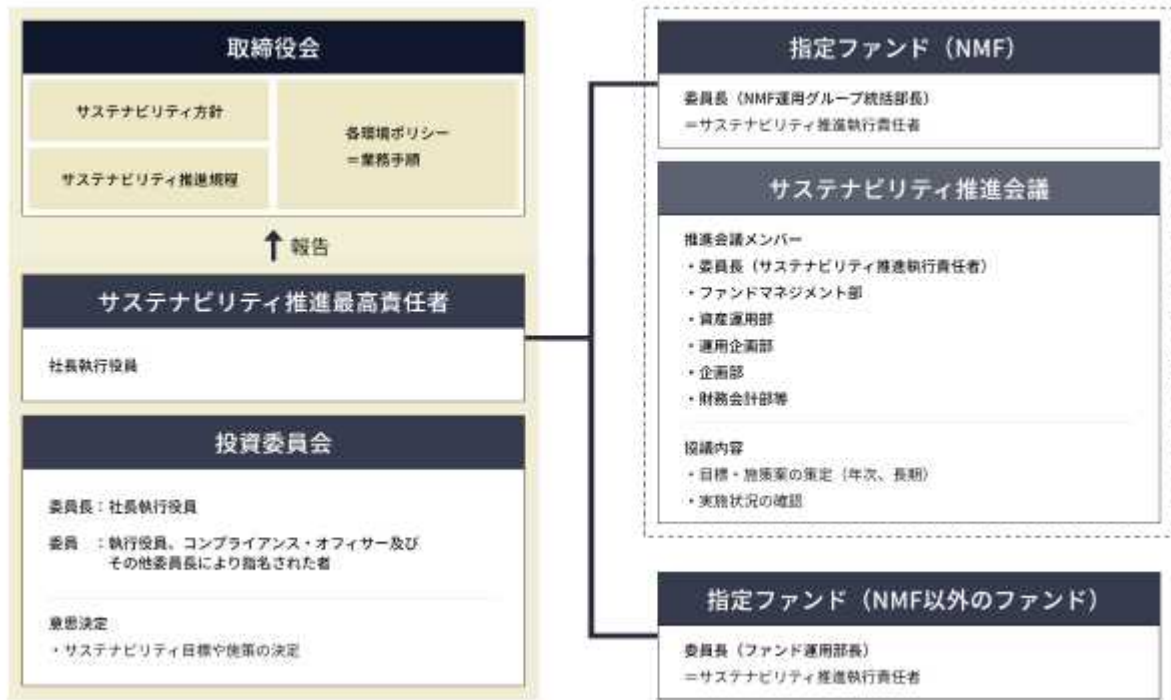 取締役会
サステナビリティ方針
サステナビリティ推進規程
各環境ポリシー
＝業務手順
報告
サステナビリティ推進最高責任者
社長執行役員
投資委員会
委員長：社長執行役員
委員　：執行役員、コンプライアンス・オフィサー及び
その他委員長により指名された者
意思決定
・サステナビリティ目標や施策の決定
指定ファンド（NMF）
委員長（NMF運用グループ統括部長）
＝サステナビリティ推進執行責任者
サステナビリティ推進会議
推進会議メンバー
・委員長（サステナビリティ推進執行責任者）
・ファンドマネジメント部
・資産運用部
・運用企画部
・企画部
・財務会計部等
協議内容
・目標・施策案の策定（年次、長期）
・実施状況の確認
指定ファンド（NMF以外のファンド）
委員長（ファンド運用部長）
＝サステナビリティ推進執行責任者